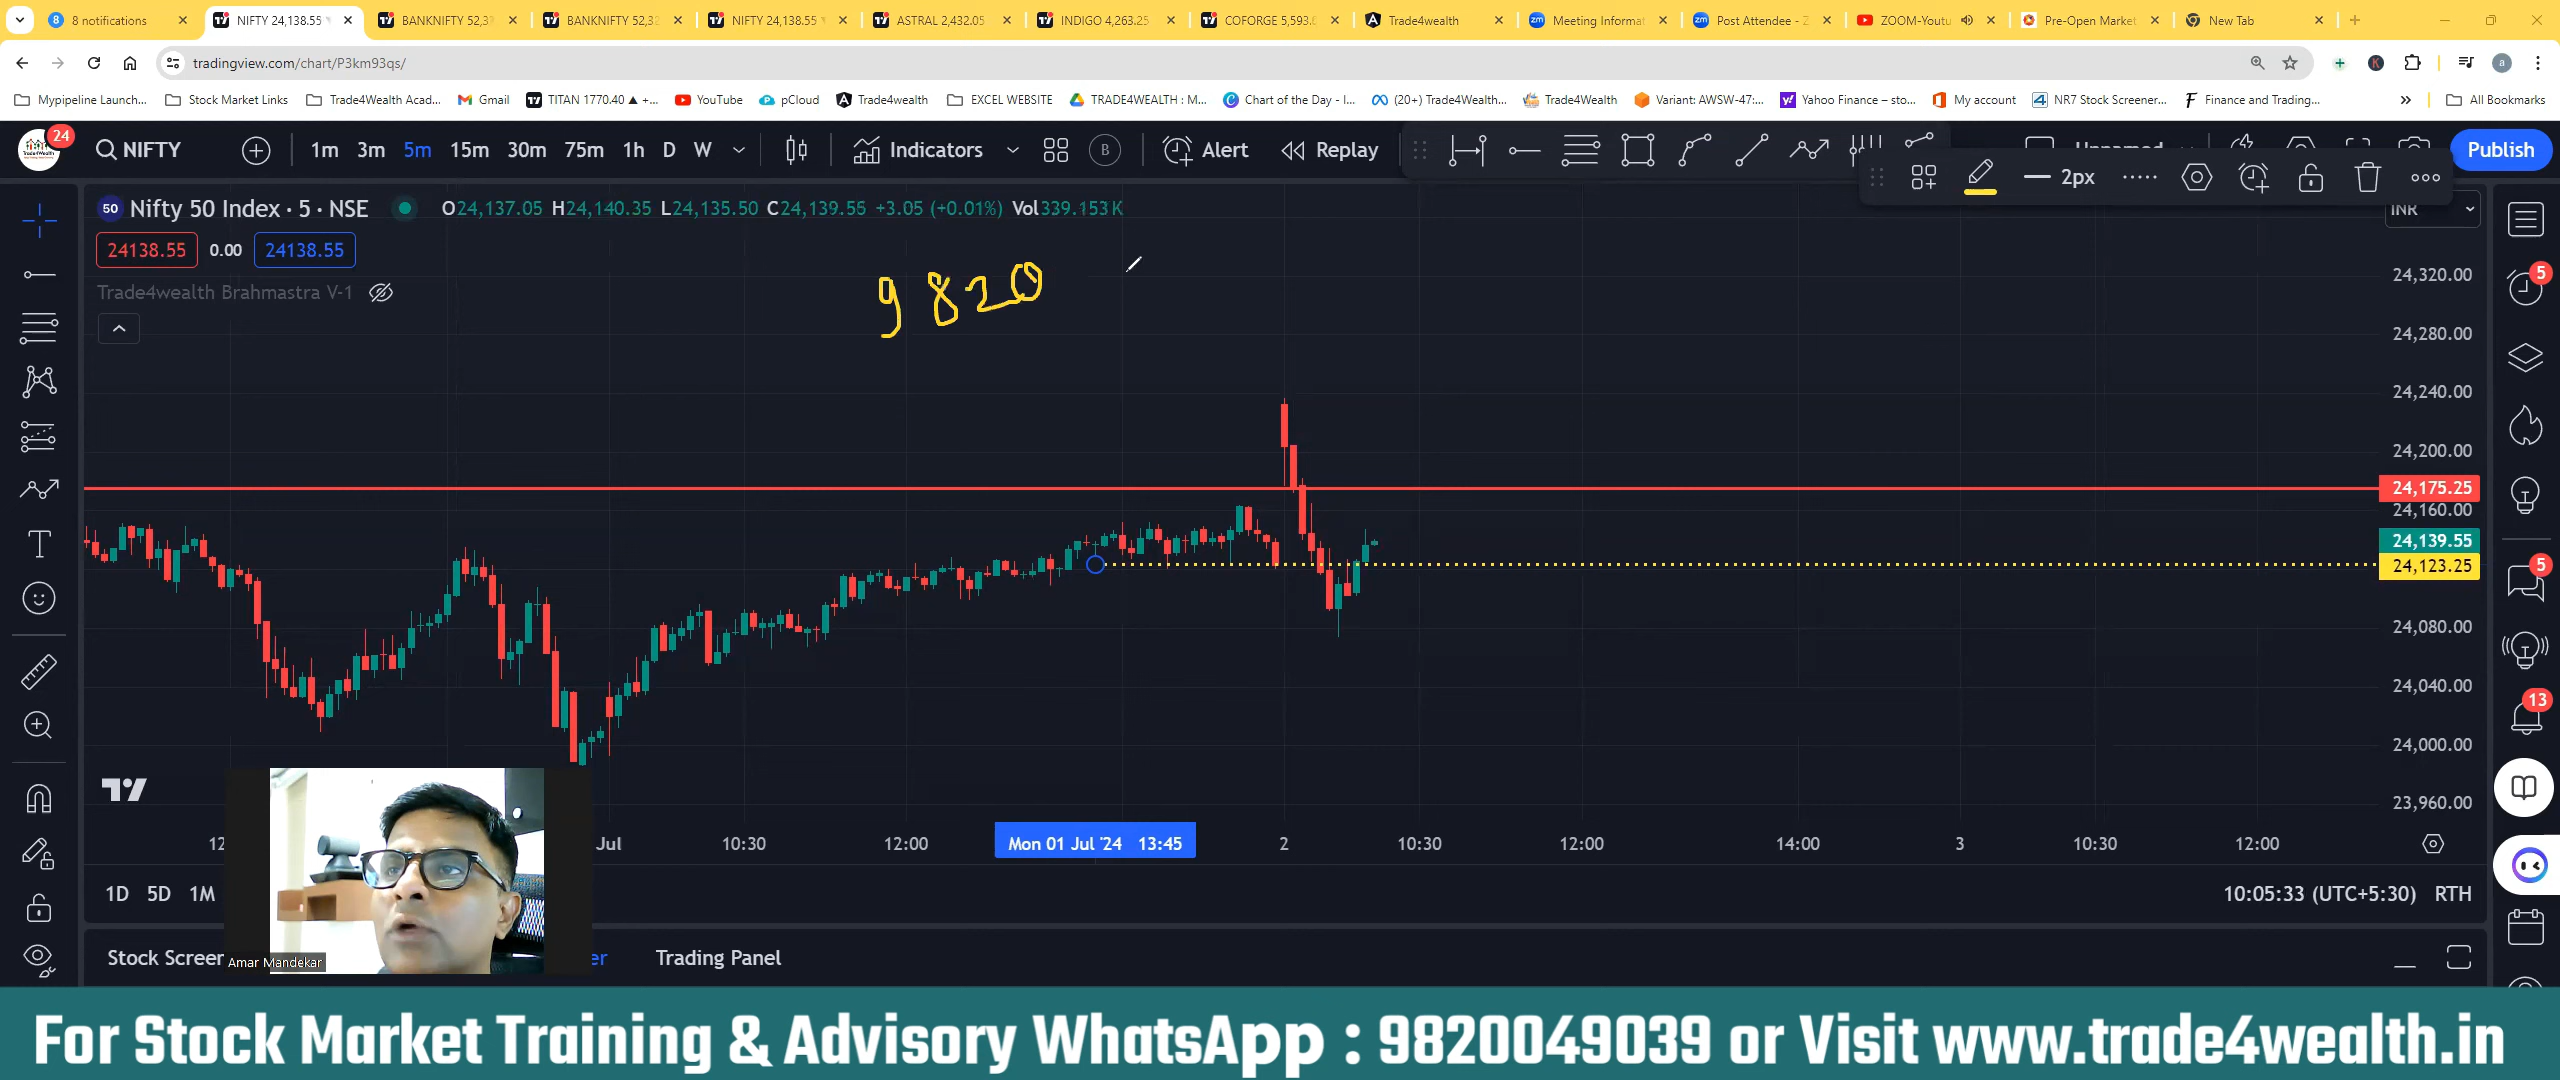 8 notifications
NIFTY 24,138.55
BANKNIFTY 52,3
BANKNIFTY 52,32
NIFTY 24,138.55
ASTRAL 2,432.05
INDIGO 4,263.25
COFORGE 5,593.0
Trade4wealth
Meeting Informat
Post Attendee - Z
ZOOM-Youtu
Pre-Open Market
New Tab
tradingview.com/chart/P3km93qs/
Mypipeline Launch...
Stock Market Links
Trade4Wealth Acad...
Gmail
TITAN 1770.40 ▲ +...
YouTube
pCloud
Trade4wealth
EXCEL WEBSITE
TRADE4WEALTH : M...
Chart of the Day - I...
(20+) Trade4Wealth...
Trade4Wealth
Variant: AWSW-47:...
Yahoo Finance – sto...
My account
NR7 Stock Screener...
Finance and Trading...
All Bookmarks
24
NIFTY
1m 3m 5m 15m 30m 75m 1h D W
Indicators
B
Alert
Replay
Unnamed
Publish
2px
50 Nifty 50 Index · 5 · NSE O24,137.05 H24,140.35 L24,135.50 C24,139.55 +3.05 (+0.01%) Vol339.153K
INR
24138.55 0.00 24138.55
Trade4wealth Brahmastra V-1
9820
24,320.00
24,280.00
24,240.00
24,200.00
24,175.25
24,160.00
24,139.55
24,123.25
24,080.00
24,040.00
24,000.00
23,960.00
5
5
13
12
Jul
10:30
12:00
Mon 01 Jul '24 13:45
2
10:30
12:00
14:00
3
10:30
12:00
1D 5D 1M
10:05:33 (UTC+5:30) RTH
Stock Screen
er
Trading Panel
Amar Mandekar
For Stock Market Training & Advisory WhatsApp : 9820049039 or Visit www.trade4wealth.in